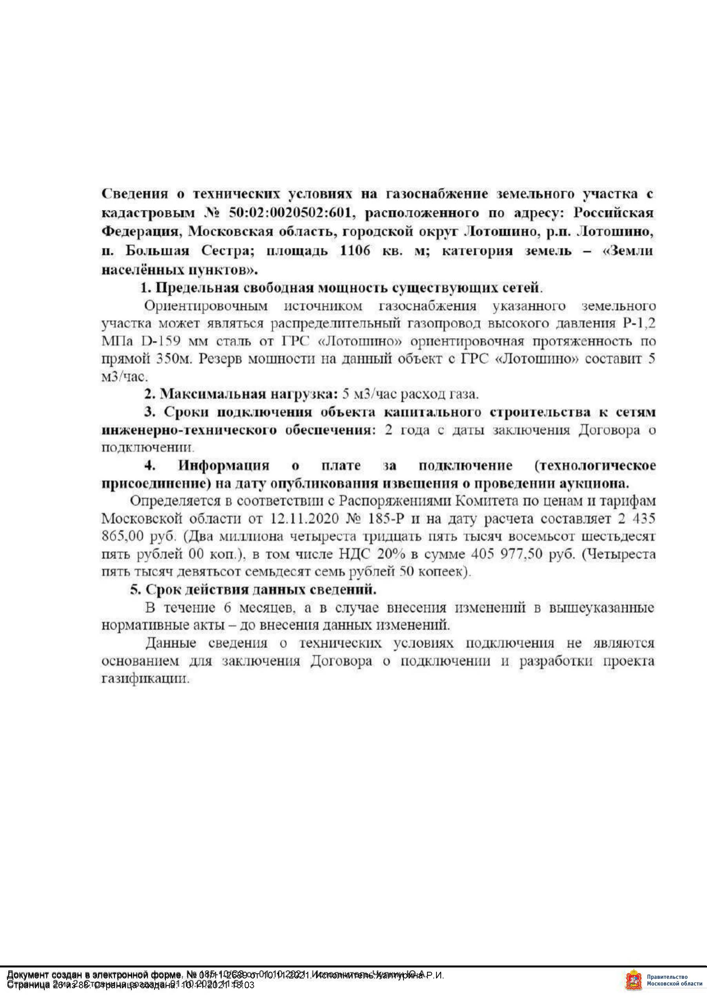 Сведения о технических условиях на газоснабжение земельного участка с
кадастровым № 50:02:0020502:601, расположенного по адресу: Российская
Федерация, Московская область, городской округ Лотошино, р.п. Лотошино,
п. Большая Сестра; площадь 1106 кв. м; категория земель – «Земли
населённых пунктов».
1. Предельная свободная мощность существующих сетей.
Ориентировочным источником газоснабжения указанного земельного
участка может являться распределительный газопровод высокого давления Р-1,2
МПа D-159 мм сталь от ГРС «Лотошино» ориентировочная протяженность по
прямой 350м. Резерв мощности на данный объект с ГРС «Лотошино» составит 5
м3/час.
2. Максимальная нагрузка: 5 м3/час расход газа.
3. Сроки подключения объекта капитального строительства к сетям
инженерно-технического обеспечения: 2 года с даты заключения Договора о
подключении.
4. Информация о плате за подключение (технологическое
присоединение) на дату опубликования извещения о проведении аукциона.
Определяется в соответствии с Распоряжениями Комитета по ценам и тарифам
Московской области от 12.11.2020 № 185-Р и на дату расчета составляет 2 435
865,00 руб. (Два миллиона четыреста тридцать пять тысяч восемьсот шестьдесят
пять рублей 00 коп.), в том числе НДС 20% в сумме 405 977,50 руб. (Четыреста
пять тысяч девятьсот семьдесят семь рублей 50 копеек).
5. Срок действия данных сведений.
В течение 6 месяцев, а в случае внесения изменений в вышеуказанные
нормативные акты – до внесения данных изменений.
Данные сведения о технических условиях подключения не являются
основанием для заключения Договора о подключении и разработки проекта
газификации.
Документ создан в электронной форме. от 10.11.2021. Исполнитель: Хаптурина Р.И.
Страница 26 из 88. Страница создана: 10.11.2021
Правительство
Московской области